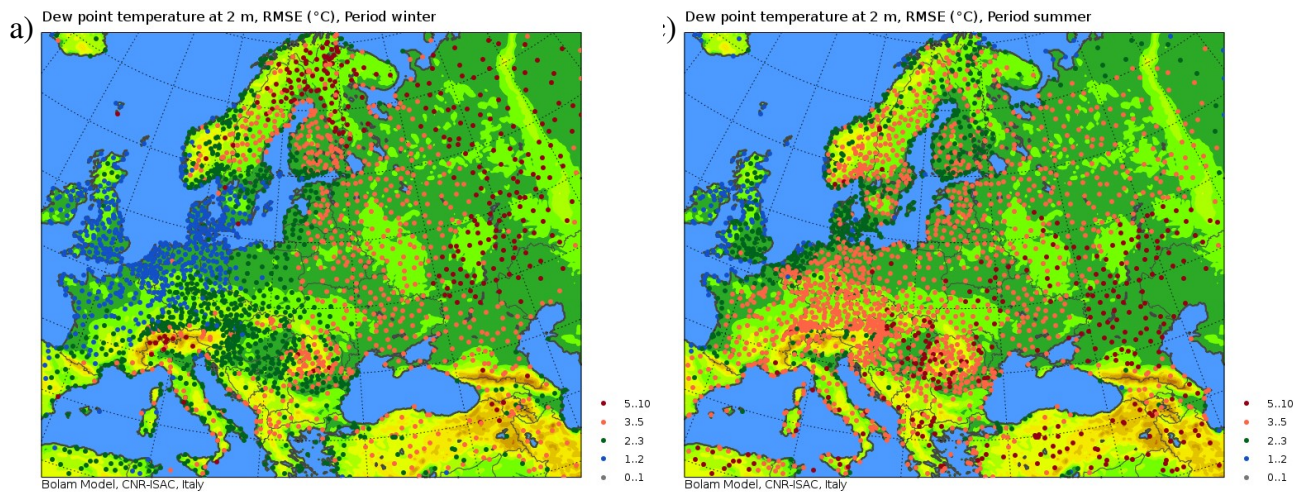 a)
Dew point temperature at 2 m, RMSE (°C), Period winter
5..10
3..5
2..3
1..2
0..1
Bolam Model, CNR-ISAC, Italy
c)
Dew point temperature at 2 m, RMSE (°C), Period summer
5..10
3..5
2..3
1..2
0..1
Bolam Model, CNR-ISAC, Italy